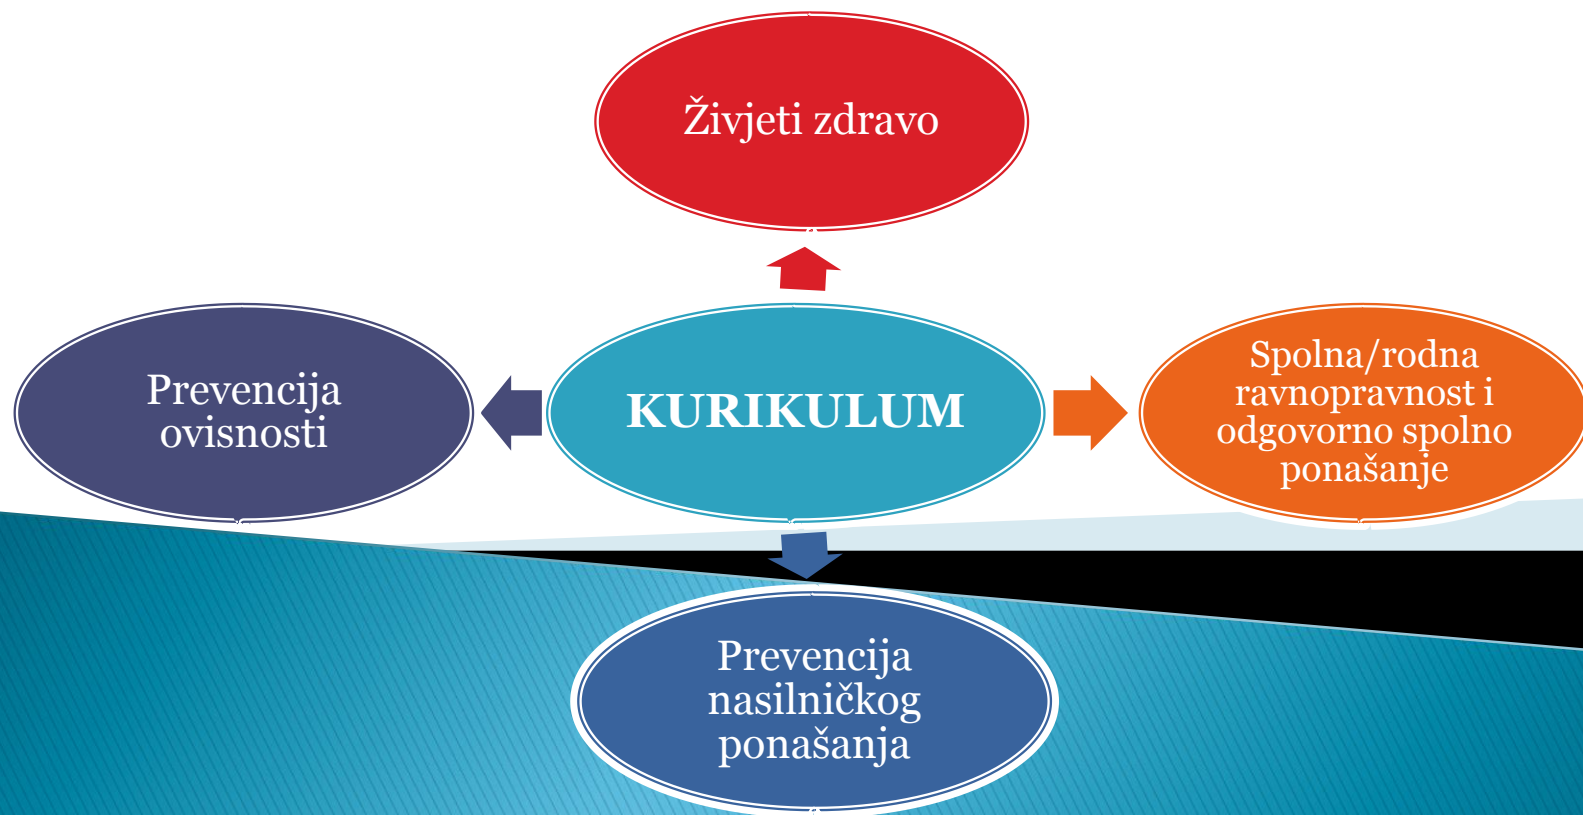 Živjeti zdravo
Prevencija
ovisnosti
KURIKULUM
Spolna/rodna
ravnopravnost i
odgovorno spolno
ponašanje
Prevencija
nasilničkog
ponašanja